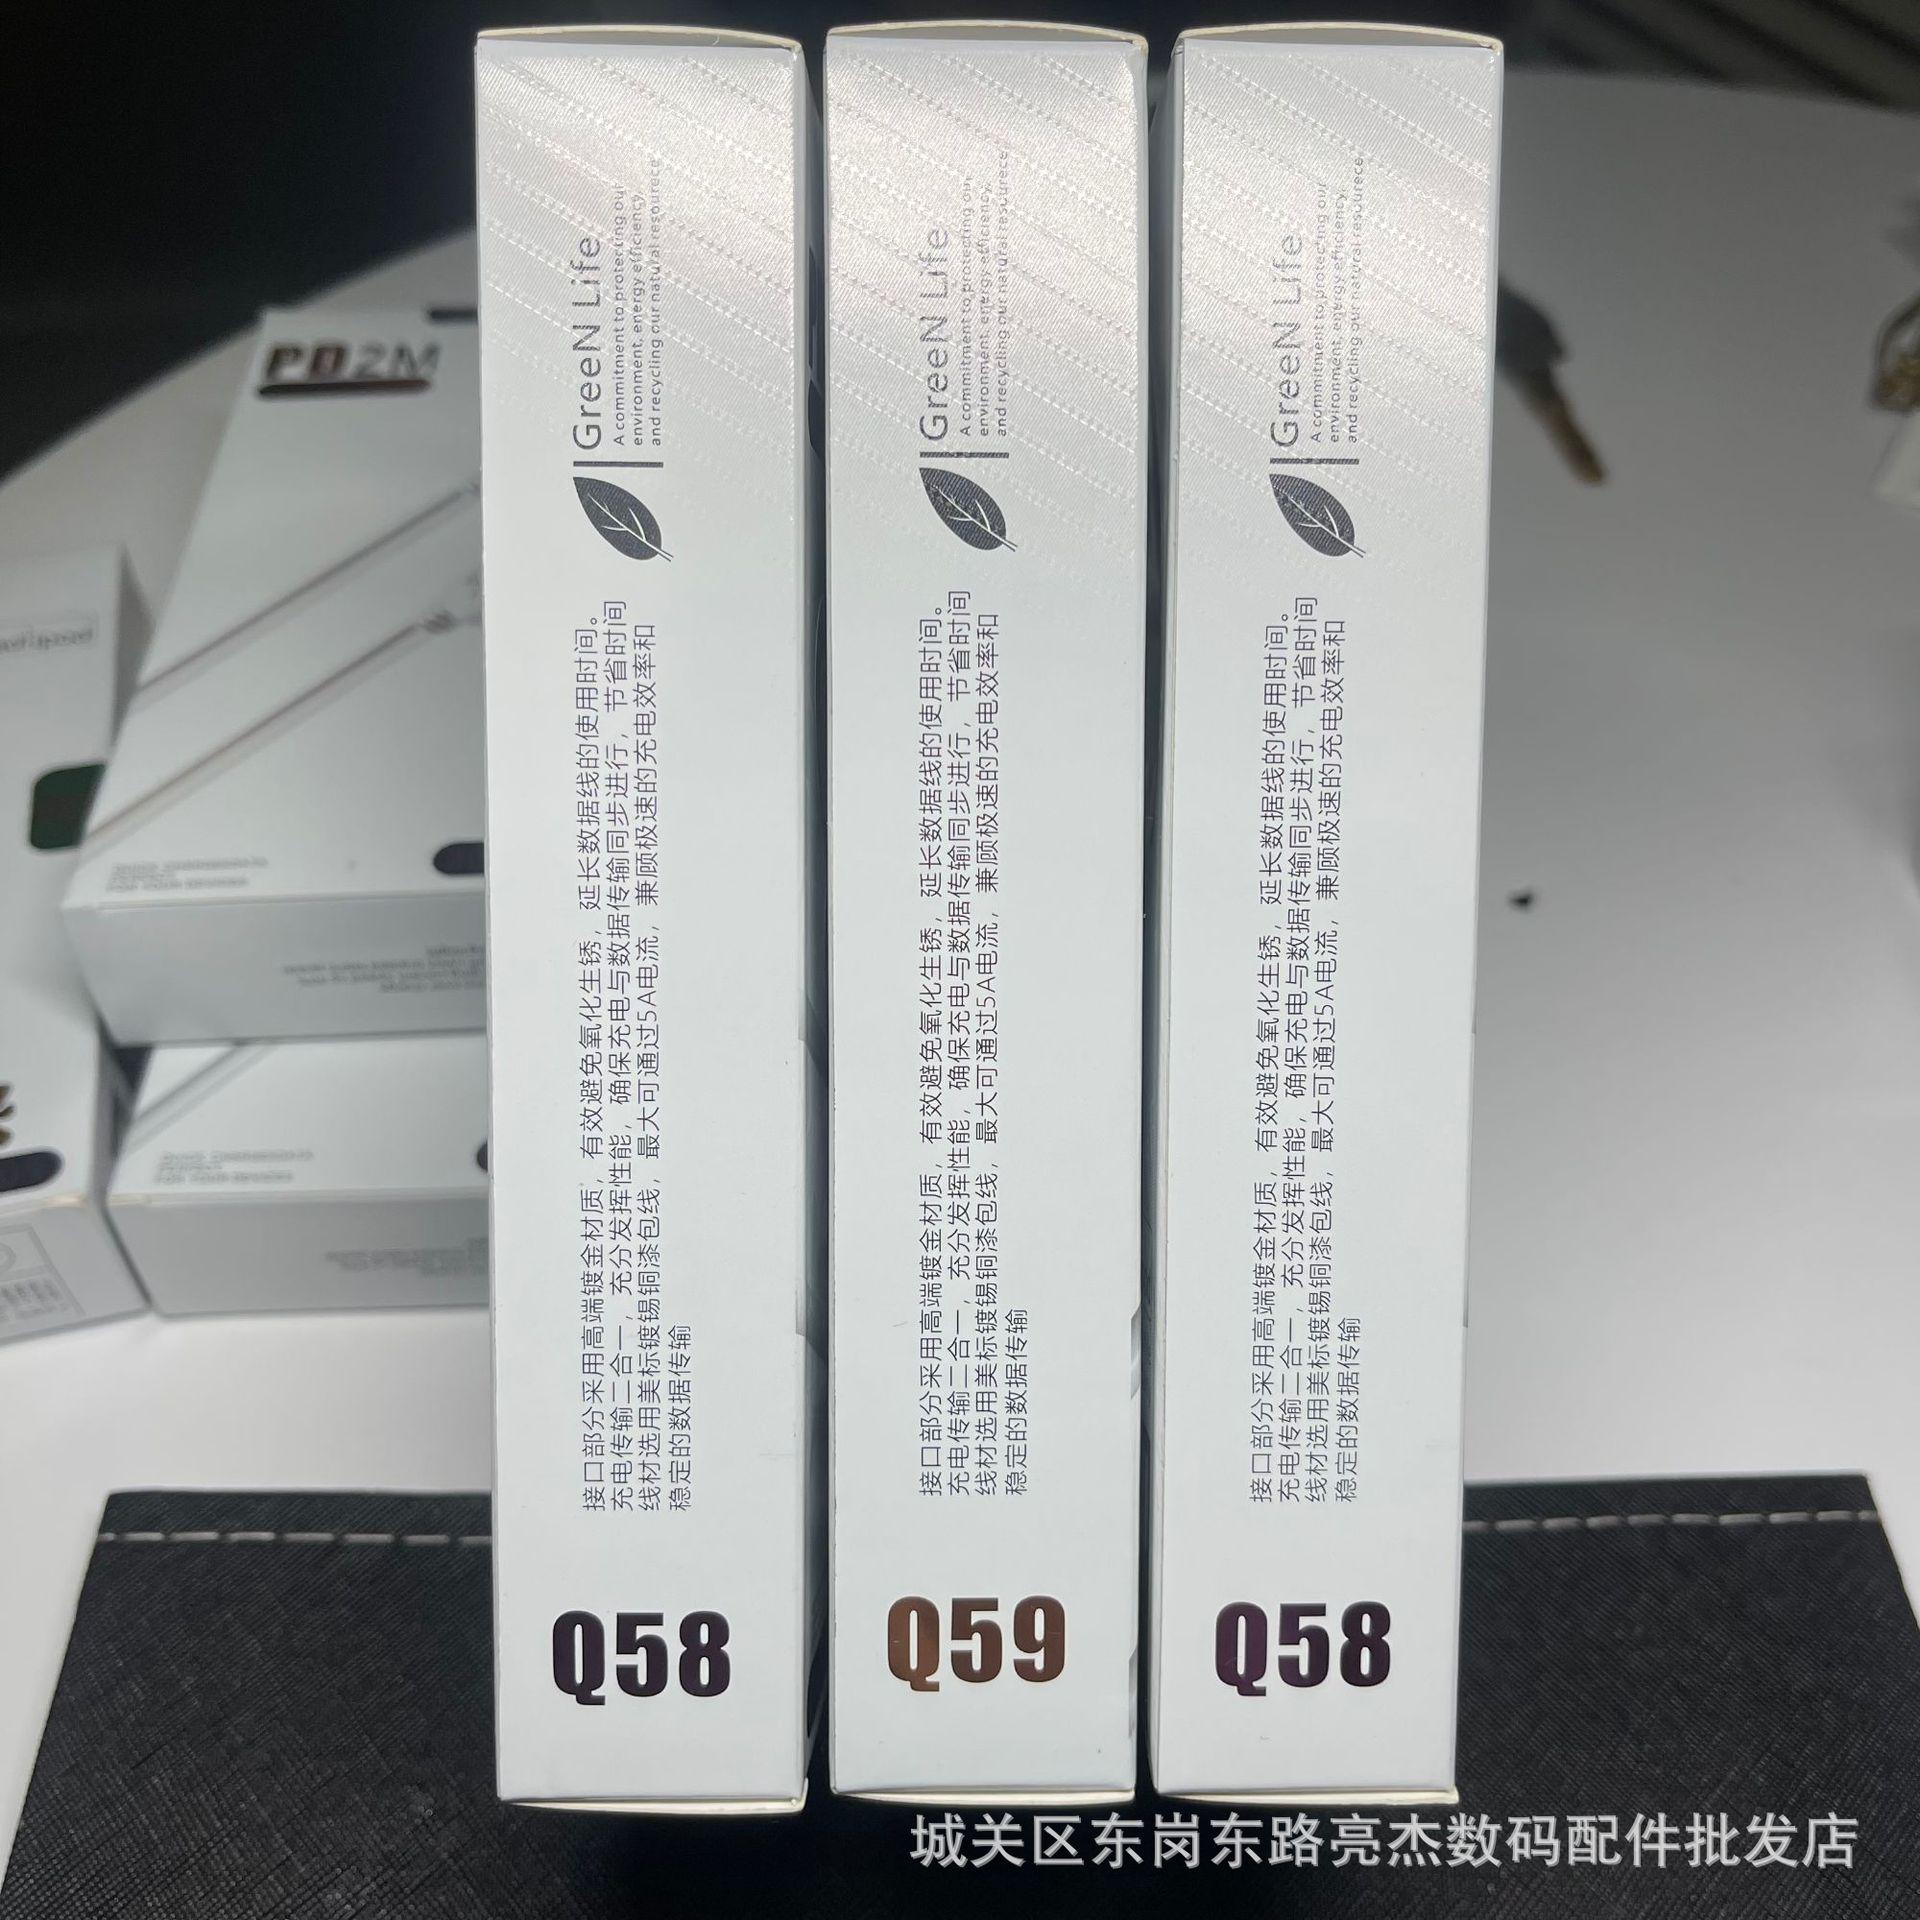 GreeN Life
A commitment to protecting our
environment, energy efficiency,
and recycling our natural resourece
接口部分采用高端镀金材质，有效避免氧化生锈，延长数据线的使用时间。
充电传输二合一，充分发挥性能，确保充电与数据传输同步进行，节省时间
线材选用美标镀锡铜漆包线，最大可通过5A电流，兼顾极速的充电效率和
稳定的数据传输
Q58
GreeN Life
A commitment to protecting our
environment, energy efficiency,
and recycling our natural resourece
接口部分采用高端镀金材质，有效避免氧化生锈，延长数据线的使用时间。
充电传输二合一，充分发挥性能，确保充电与数据传输同步进行，节省时间
线材选用美标镀锡铜漆包线，最大可通过5A电流，兼顾极速的充电效率和
稳定的数据传输
Q59
GreeN Life
A commitment to protecting our
environment, energy efficiency,
and recycling our natural resourece
接口部分采用高端镀金材质，有效避免氧化生锈，延长数据线的使用时间。
充电传输二合一，充分发挥性能，确保充电与数据传输同步进行，节省时间
线材选用美标镀锡铜漆包线，最大可通过5A电流，兼顾极速的充电效率和
稳定的数据传输
Q58
PD2M
FOR YOUR DEVICES
FOR YOUR DEVICES
城关区东岗东路亮杰数码配件批发店